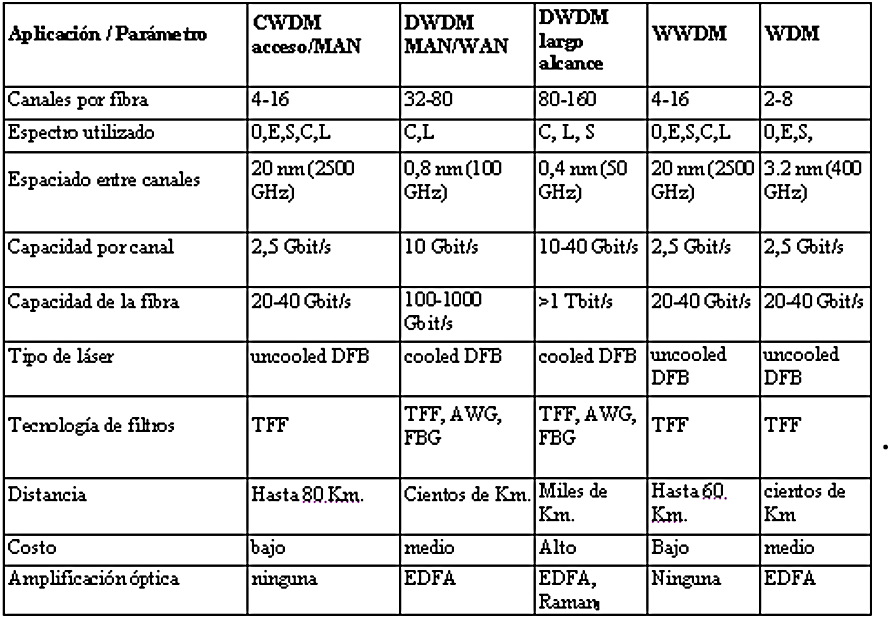 Aplicación / Parámetro CWDM acceso/MAN DWDM MAN/WAN DWDM largo alcance WWDM WDM
Canales por fibra 4-16 32-80 80-160 4-16 2-8
Espectro utilizado 0,E,S,C,L C,L C, L, S 0,E,S,C,L 0,E,S,
Espaciado entre canales 20 nm (2500 GHz) 0,8 nm (100 GHz) 0,4 nm (50 GHz) 20 nm (2500 GHz) 3.2 nm (400 GHz)
Capacidad por canal 2,5 Gbit/s 10 Gbit/s 10-40 Gbit/s 2,5 Gbit/s 2,5 Gbit/s
Capacidad de la fibra 20-40 Gbit/s 100-1000 Gbit/s >1 Tbit/s 20-40 Gbit/s 20-40 Gbit/s
Tipo de láser uncooled DFB cooled DFB cooled DFB uncooled DFB uncooled DFB
Tecnología de filtros TFF TFF, AWG, FBG TFF, AWG, FBG TFF TFF
Distancia Hasta 80 Km. Cientos de Km. Miles de Km. Hasta 60 Km. cientos de Km
Costo bajo medio Alto Bajo medio
Amplificación óptica ninguna EDFA EDFA, Raman Ninguna EDFA
.